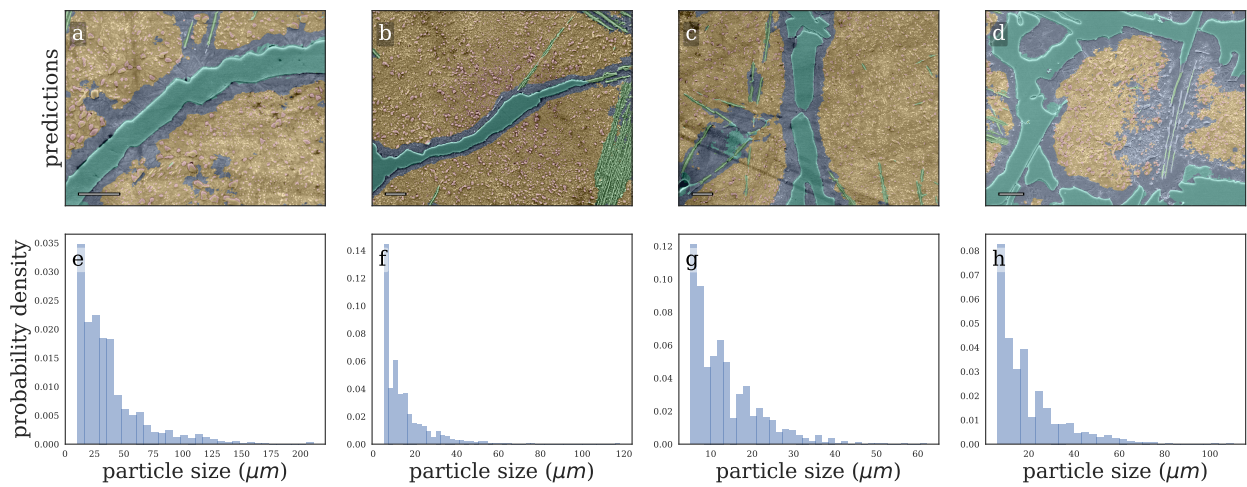 predictions
a
b
c
d
probability density
e
0.035
0.030
0.025
0.020
0.015
0.010
0.005
0.000
0 25 50 75 100 125 150 175 200
particle size (μm)
f
0.14
0.12
0.10
0.08
0.06
0.04
0.02
0.00
0 20 40 60 80 100 120
particle size (μm)
g
0.12
0.10
0.08
0.06
0.04
0.02
0.00
10 20 30 40 50 60
particle size (μm)
h
0.08
0.07
0.06
0.05
0.04
0.03
0.02
0.01
0.00
20 40 60 80 100
particle size (μm)